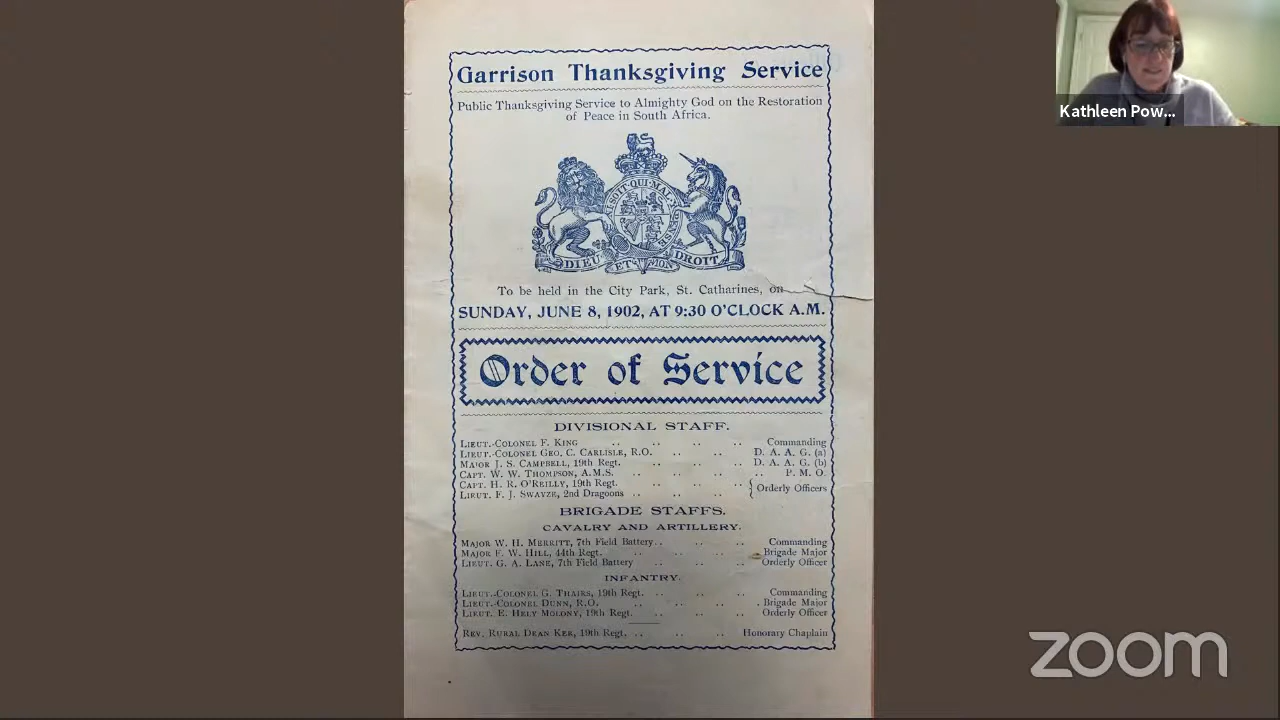 Garrison Thanksgiving Service
Public Thanksgiving Service to Almighty God on the Restoration
of Peace in South Africa.
SOIT·QUI·MAL·Y
DIEU ET MON DROIT
To be held in the City Park, St. Catharines, on
SUNDAY, JUNE 8, 1902, AT 9:30 O'CLOCK A.M.
Order of Service
DIVISIONAL STAFF.
LIEUT.-COLONEL F. KING .. .. .. .. Commanding
LIEUT.-COLONEL GEO. C. CARLISLE, R.O. .. .. D. A. A. G. (a)
MAJOR J. S. CAMPBELL, 19th Regt. .. .. .. D. A. A. G. (b)
CAPT. W. W. THOMPSON, A.M.S. .. .. .. .. P. M. O.
CAPT. H. R. O'REILLY, 19th Regt. .. .. .. { Orderly Officers
LIEUT. F. J. SWAYZE, 2nd Dragoons .. .. ..
BRIGADE STAFFS.
CAVALRY AND ARTILLERY.
MAJOR W. H. MERRITT, 7th Field Battery .. .. .. Commanding
MAJOR F. W. HILL, 44th Regt. .. .. .. Brigade Major
LIEUT. G. A. LANE, 7th Field Battery .. .. .. Orderly Officer
INFANTRY.
LIEUT.-COLONEL G. THAIRS, 19th Regt. .. .. .. Commanding
LIEUT.-COLONEL DUNN, R.O. .. .. .. . Brigade Major
LIEUT. E. HELY MOLONY, 19th Regt. .. .. .. Orderly Officer
REV. RURAL DEAN KER, 19th Regt. .. .. .. Honorary Chaplain
Kathleen Pow...
zoom